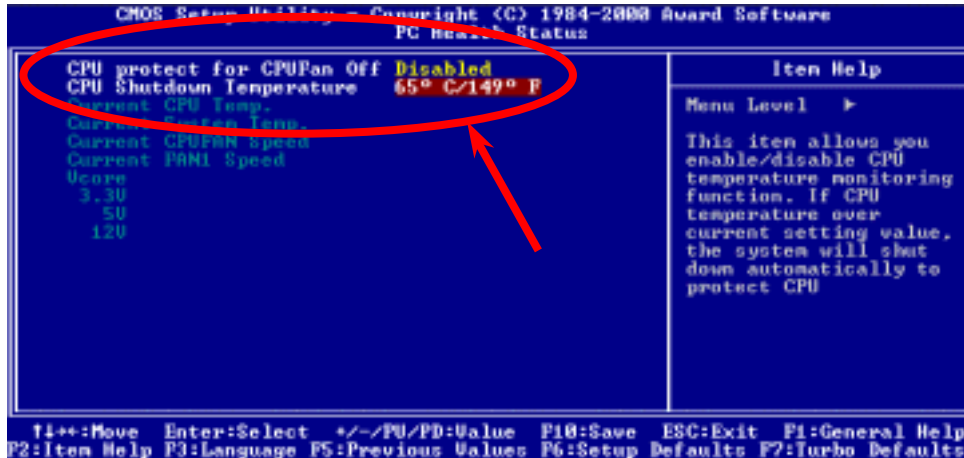 CMOS Setup Utility - Copyright (C) 1984-2000 Award Software
PC Health Status
CPU protect for CPUFan Off Disabled
CPU Shutdown Temperature 65° C/149° F
Current CPU Temp.
Current System Temp.
Current CPUFAN Speed
Current FAN1 Speed
Vcore
3.3V
5V
12V
Item Help
Menu Level ►
This item allows you
enable/disable CPU
temperature monitoring
function. If CPU
temperature over
current setting value,
the system will shut
down automatically to
protect CPU
↑↓→←:Move Enter:Select +/-/PU/PD:Value F10:Save ESC:Exit F1:General Help
F2:Item Help F3:Language F5:Previous Values F6:Setup Defaults F7:Turbo Defaults